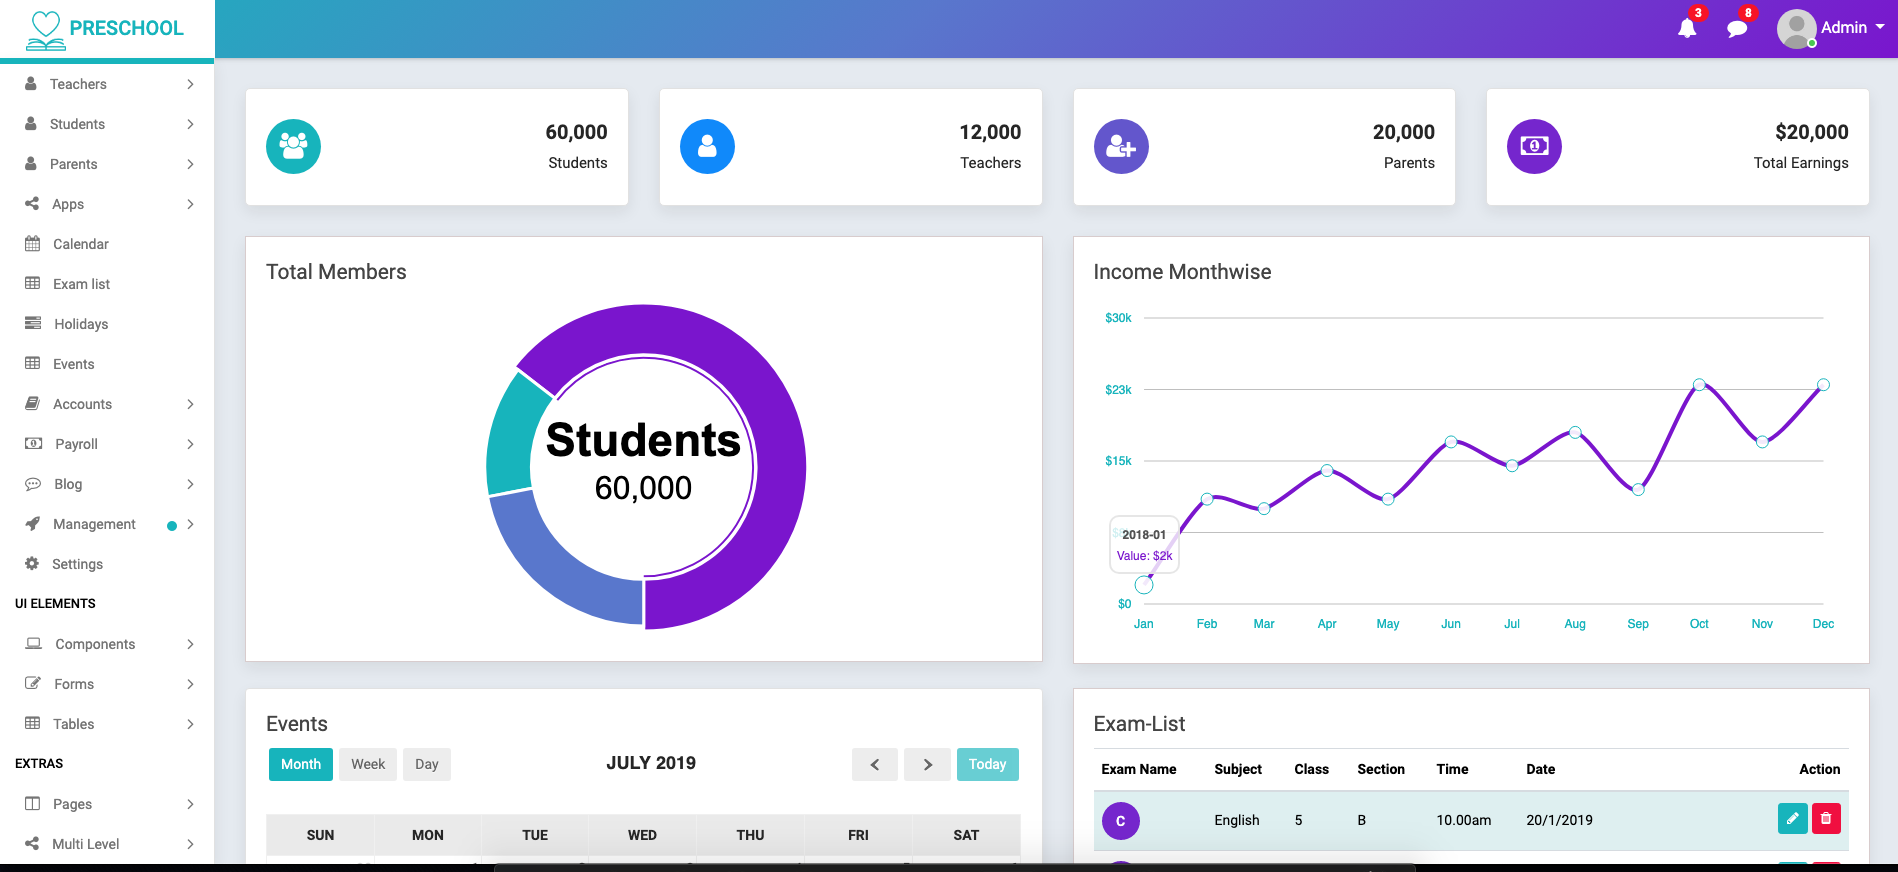 PRESCHOOL
3
8
Admin
Teachers
Students
Parents
Apps
Calendar
Exam list
Holidays
Events
Accounts
Payroll
Blog
Management
Settings
UI ELEMENTS
Components
Forms
Tables
EXTRAS
Pages
Multi Level
60,000
Students
12,000
Teachers
20,000
Parents
$20,000
Total Earnings
Total Members
Students
60,000
Income Monthwise
$30k
$23k
$15k
2018-01
Value: $2k
$0
Jan Feb Mar Apr May Jun Jul Aug Sep Oct Nov Dec
Events
Month Week Day JULY 2019 Today
SUN MON TUE WED THU FRI SAT
Exam-List
Exam Name Subject Class Section Time Date Action
C English 5 B 10.00am 20/1/2019